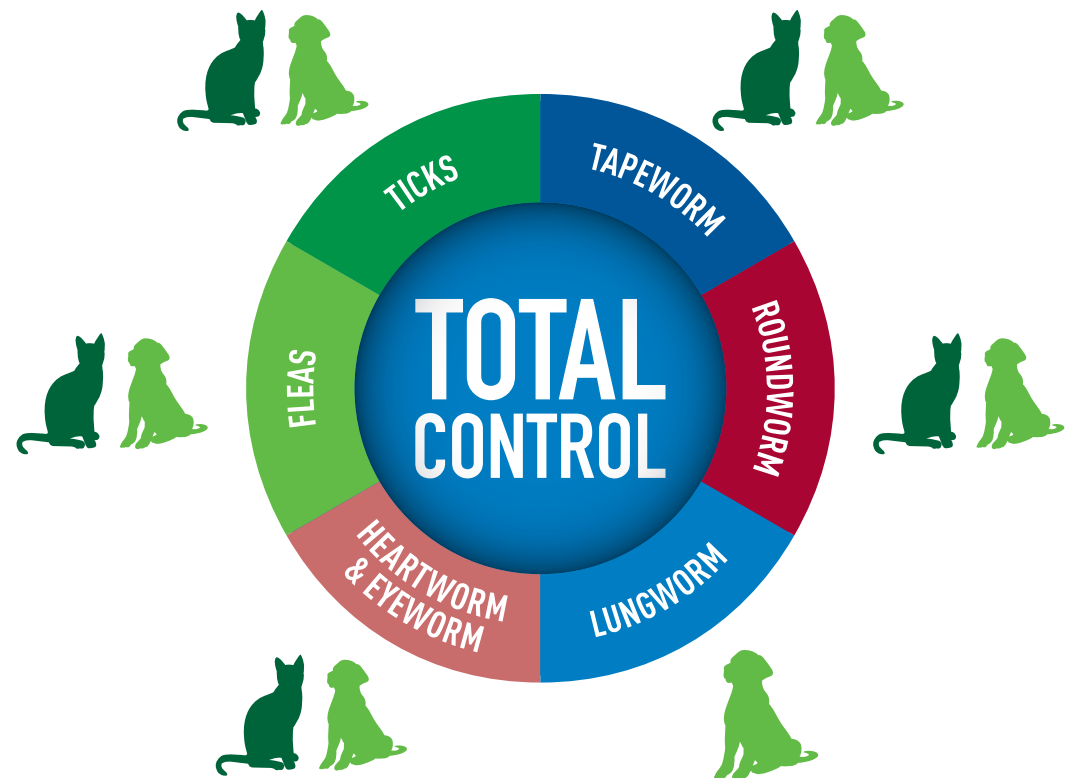 TICKS
TAPEWORM
FLEAS
TOTAL
CONTROL
ROUNDWORM
HEARTWORM
& EYEWORM
LUNGWORM